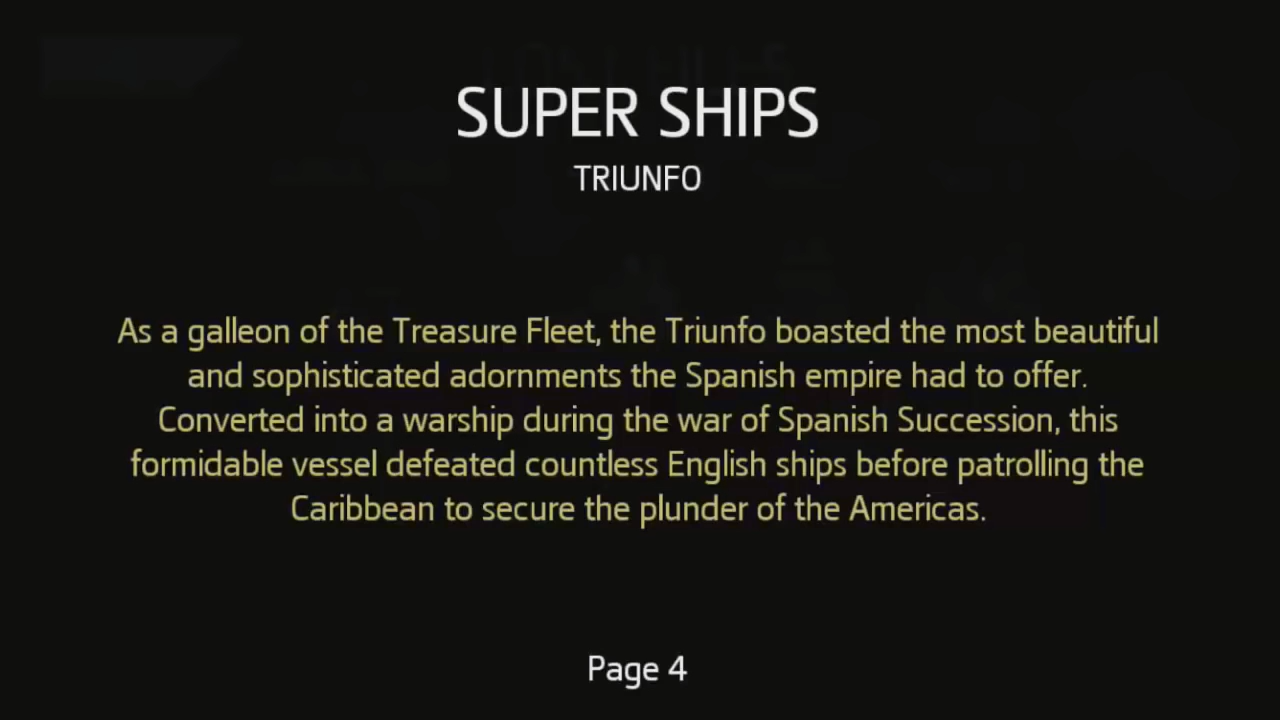 SUPER SHIPS
TRIUNFO
As a galleon of the Treasure Fleet, the Triunfo boasted the most beautiful
and sophisticated adornments the Spanish empire had to offer.
Converted into a warship during the war of Spanish Succession, this
formidable vessel defeated countless English ships before patrolling the
Caribbean to secure the plunder of the Americas.
Page 4